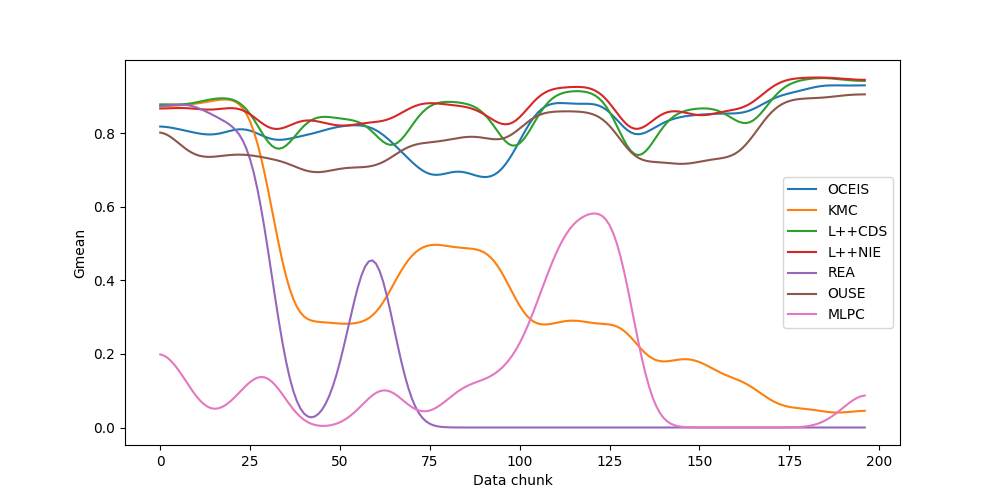 Gmean
0.8
0.6
0.4
0.2
0.0
OCEIS
KMC
L++CDS
L++NIE
REA
OUSE
MLPC
0 25 50 75 100 125 150 175 200
Data chunk